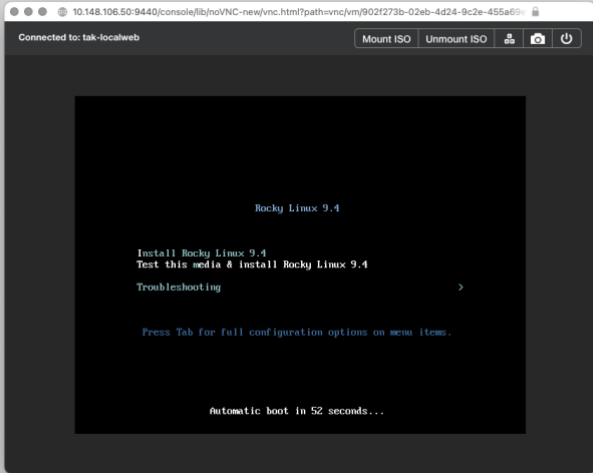 10.148.106.50:9440/console/lib/noVNC-new/vnc.html?path=vnc/vm/902f273b-02eb-4d24-9c2e-455a69e
Connected to: tak-localweb
Mount ISO
Unmount ISO
Rocky Linux 9.4
Install Rocky Linux 9.4
Test this media & install Rocky Linux 9.4
Troubleshooting >
Press Tab for full configuration options on menu items.
Automatic boot in 52 seconds...